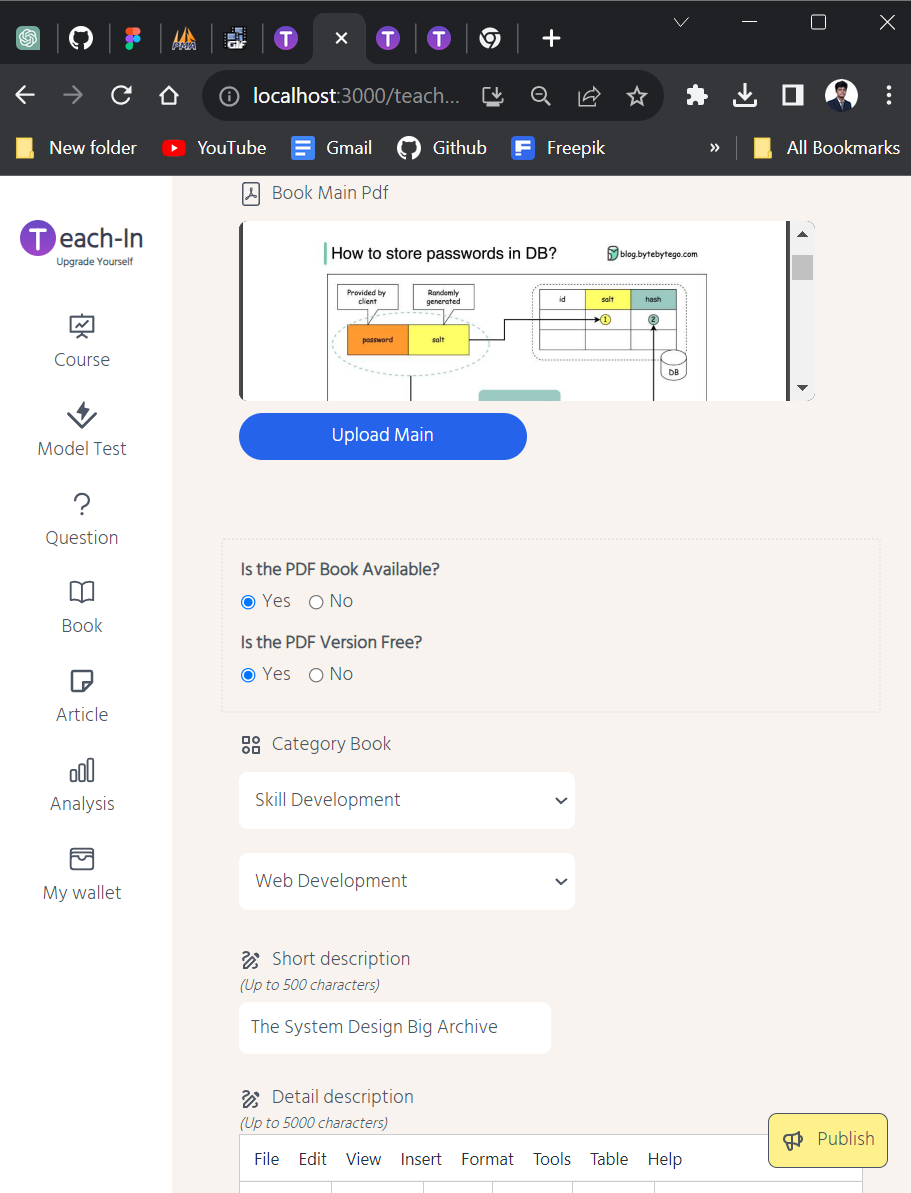 localhost:3000/teach...
New folder
YouTube
Gmail
Github
Freepik
»
All Bookmarks
Teach-In
Upgrade Yourself
Course
Model Test
Question
Book
Article
Analysis
My wallet
Book Main Pdf
How to store passwords in DB?
blog.bytebytego.com
Provided by
client
Randomly
generated
id
salt
hash
password
salt
1
2
DB
Upload Main
Is the PDF Book Available?
Yes
No
Is the PDF Version Free?
Yes
No
Category Book
Skill Development
Web Development
Short description
(Up to 500 characters)
The System Design Big Archive
Detail description
(Up to 5000 characters)
Publish
File Edit View Insert Format Tools Table Help